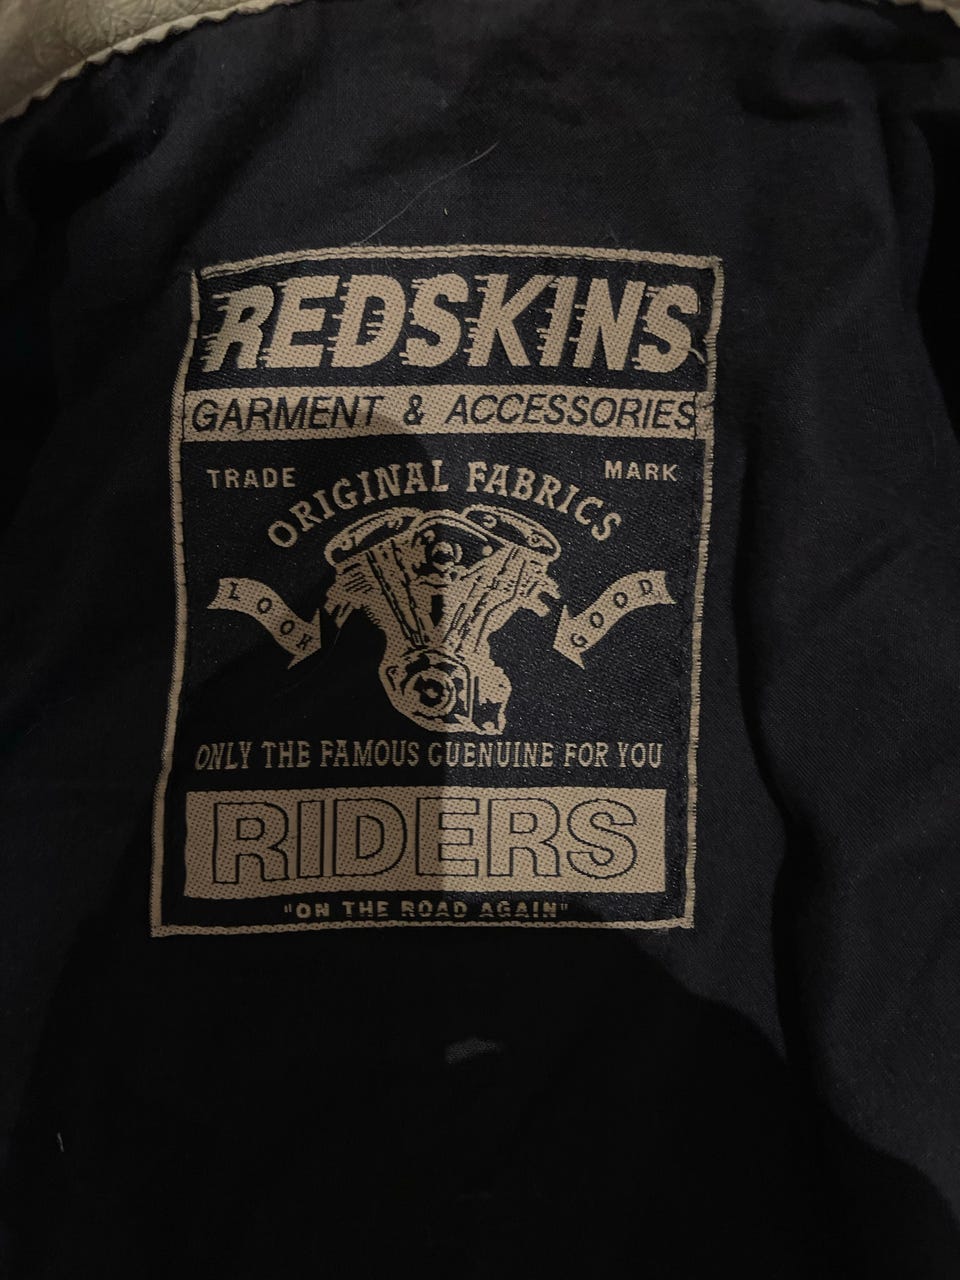 REDSKINS
GARMENT & ACCESSORIES
TRADE MARK
ORIGINAL FABRICS
LOOK GOOD
ONLY THE FAMOUS GUENUINE FOR YOU
RIDERS
"ON THE ROAD AGAIN"